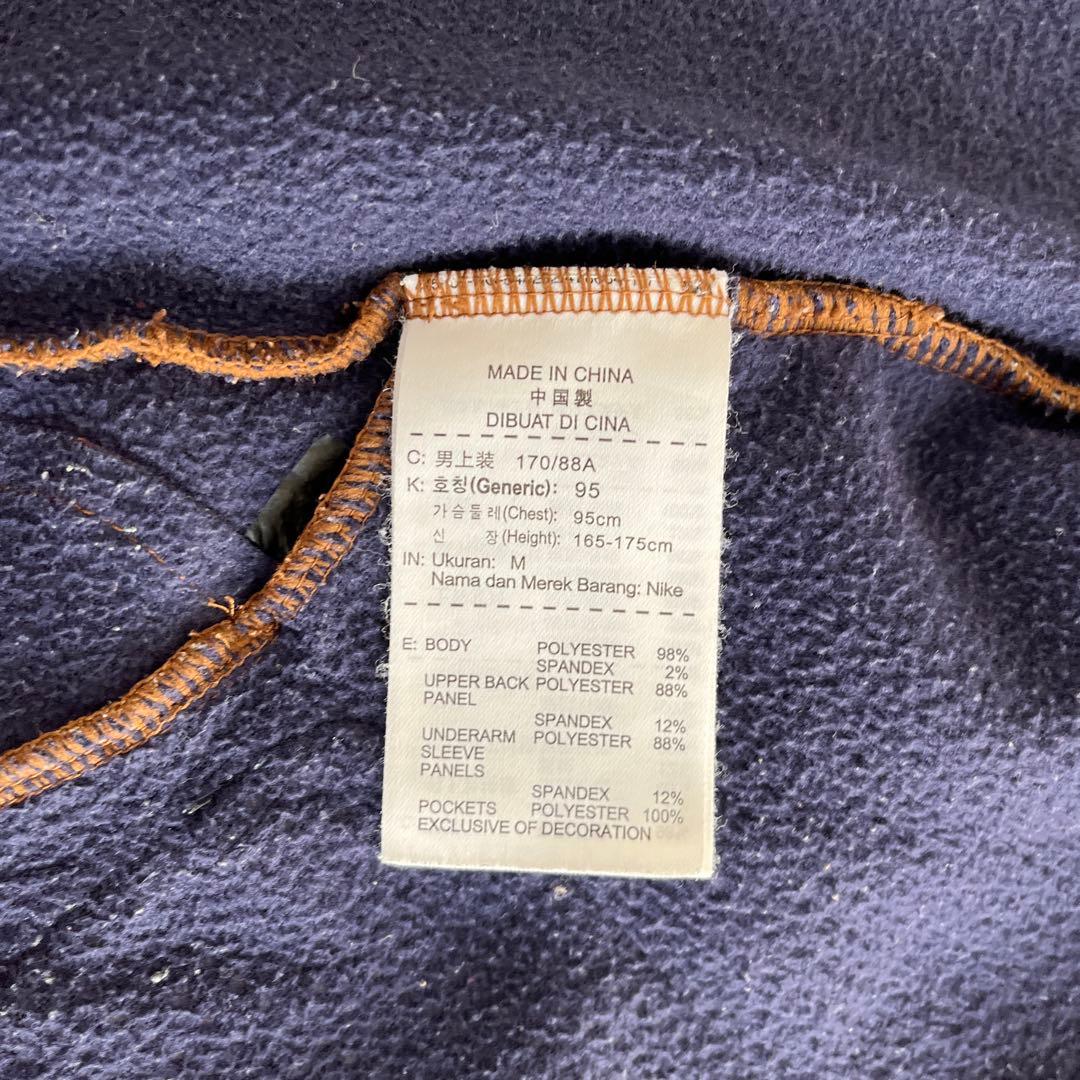 MADE IN CHINA
中国製
DIBUAT DI CINA
C: 男上装 170/88A
K: 호칭(Generic): 95
가슴둘레(Chest): 95cm
신 장(Height): 165-175cm
IN: Ukuran: M
Nama dan Merek Barang: Nike
E: BODY POLYESTER 98%
SPANDEX 2%
UPPER BACK POLYESTER 88%
PANEL
SPANDEX 12%
UNDERARM POLYESTER 88%
SLEEVE
PANELS
SPANDEX 12%
POCKETS POLYESTER 100%
EXCLUSIVE OF DECORATION